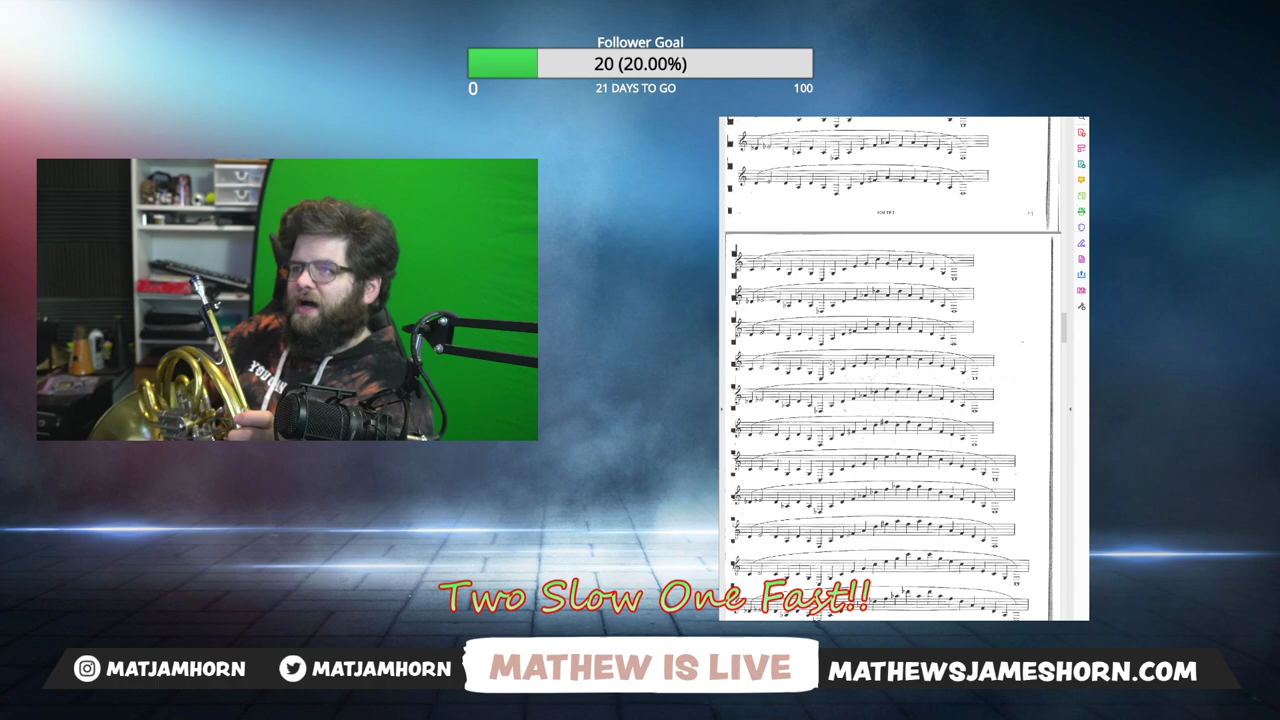 Follower Goal
20 (20.00%)
0
21 DAYS TO GO
100
11
Two Slow One Fast!!
MATJAMHORN
MATJAMHORN
MATHEW IS LIVE
MATHEWSJAMESHORN.COM